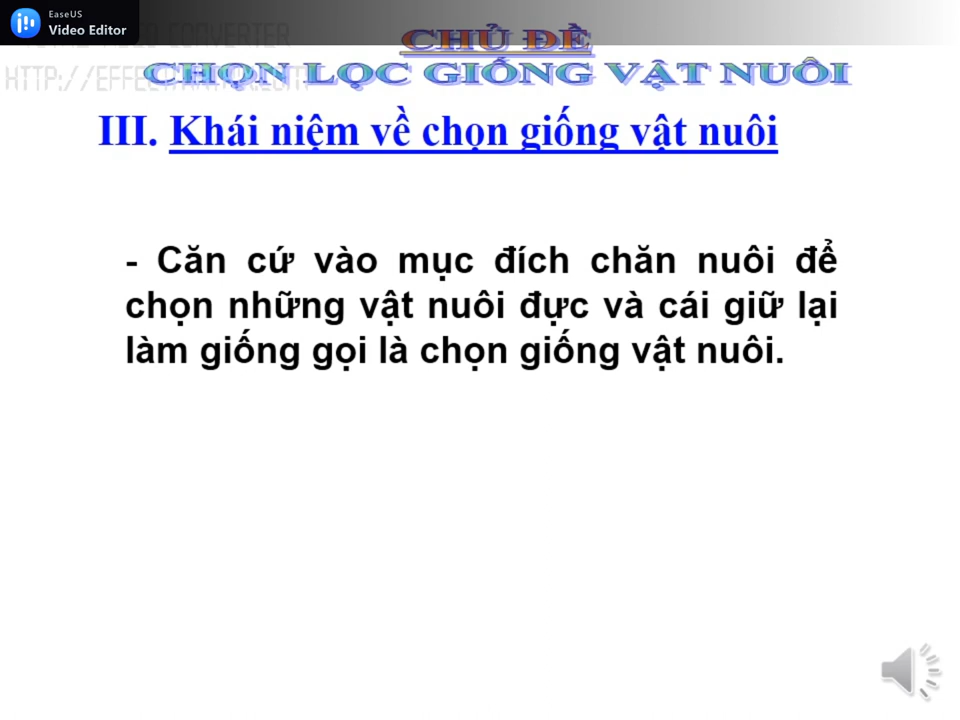 EaseUS
Video Editor
CONVERTER
CHỦ ĐỀ
CHỌN LỌC GIỐNG VẬT NUÔI
III. Khái niệm về chọn giống vật nuôi
- Căn cứ vào mục đích chăn nuôi để
chọn những vật nuôi đực và cái giữ lại
làm giống gọi là chọn giống vật nuôi.